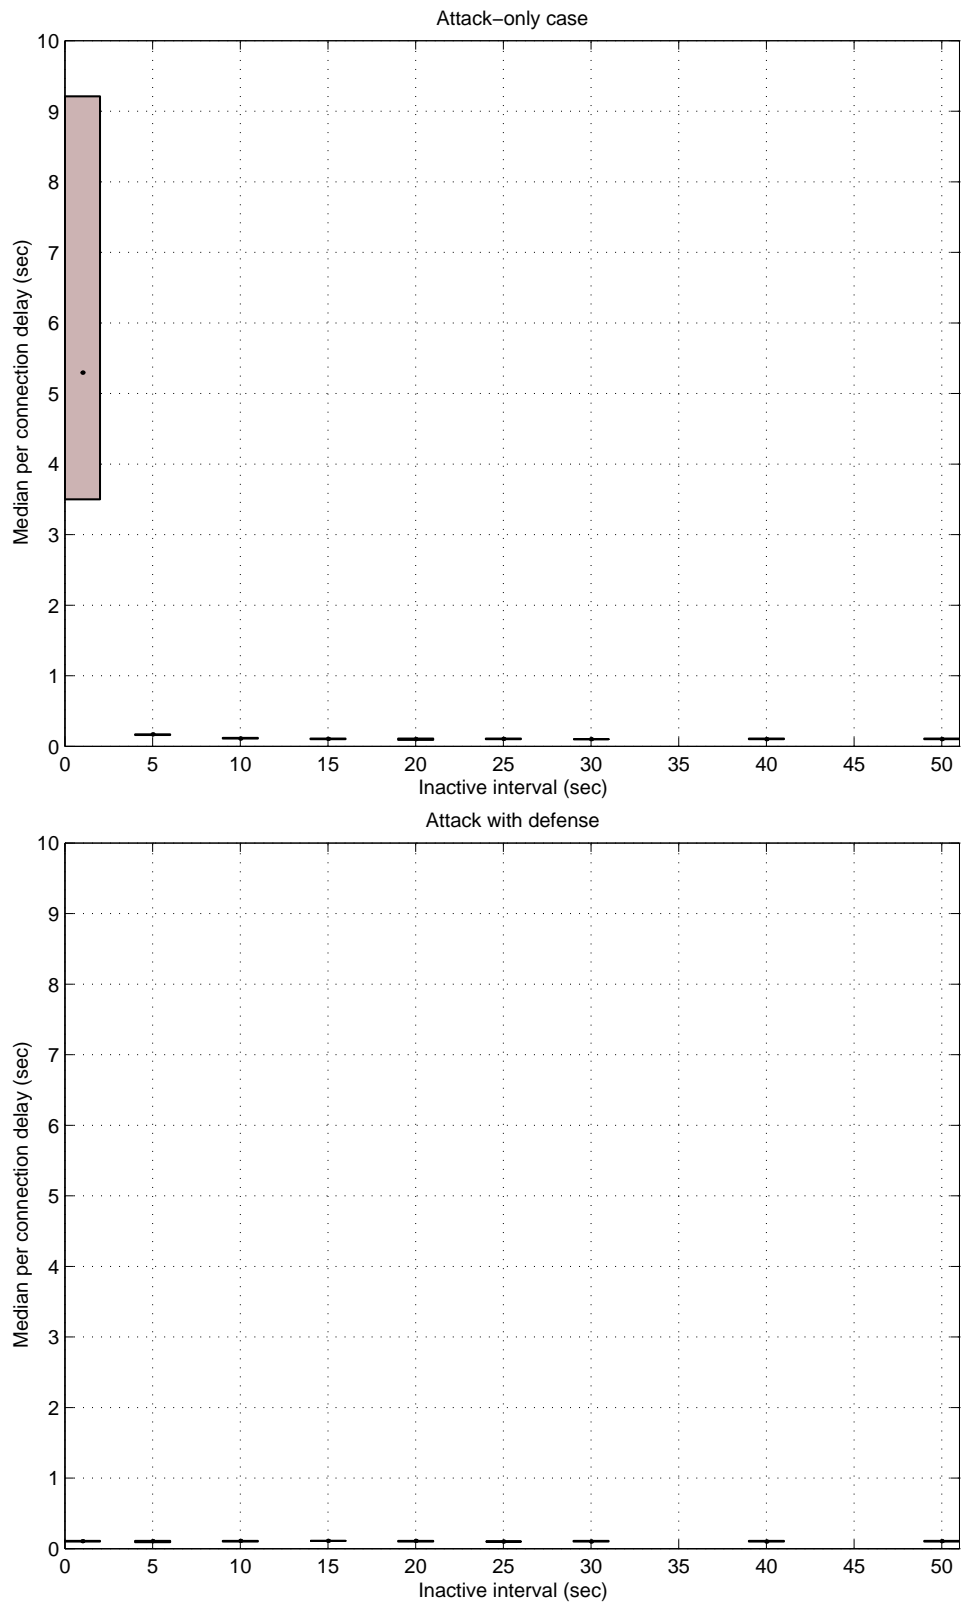 Attack−only case
10
9
8
7
6
5
4
3
2
1
0
Median per connection delay (sec)
0 5 10 15 20 25 30 35 40 45 50
Inactive interval (sec)
Attack with defense
10
9
8
7
6
5
4
3
2
1
0
Median per connection delay (sec)
0 5 10 15 20 25 30 35 40 45 50
Inactive interval (sec)